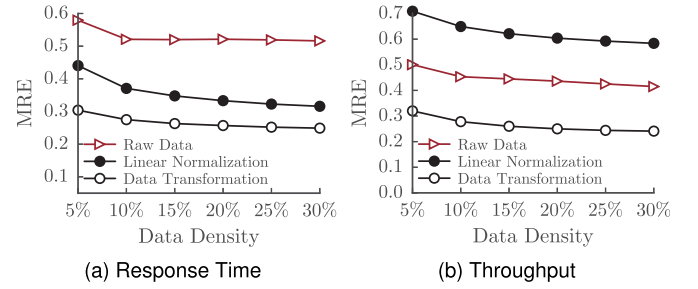 0.6
0.5
0.4
0.3
0.2
0.1
MRE
Raw Data
Linear Normalization
Data Transformation
5% 10% 15% 20% 25% 30%
Data Density
(a) Response Time
0.7
0.6
0.5
0.4
0.3
0.2
0.1
0.0
MRE
Raw Data
Linear Normalization
Data Transformation
5% 10% 15% 20% 25% 30%
Data Density
(b) Throughput